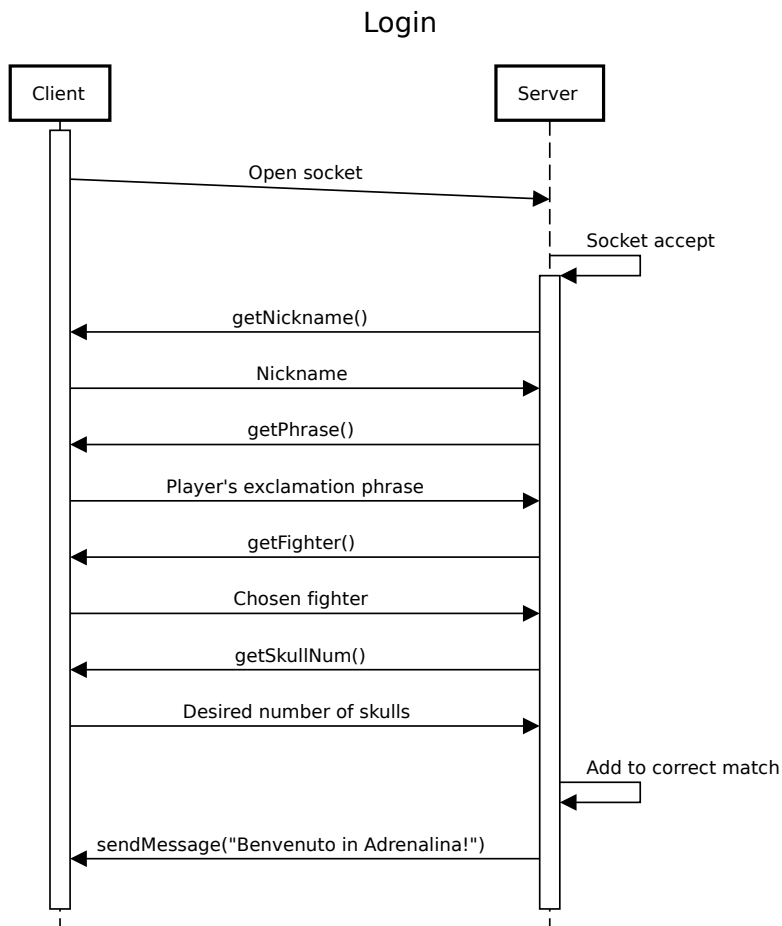 Login
Client
Server
Open socket
Socket accept
getNickname()
Nickname
getPhrase()
Player's exclamation phrase
getFighter()
Chosen fighter
getSkullNum()
Desired number of skulls
Add to correct match
sendMessage("Benvenuto in Adrenalina!")